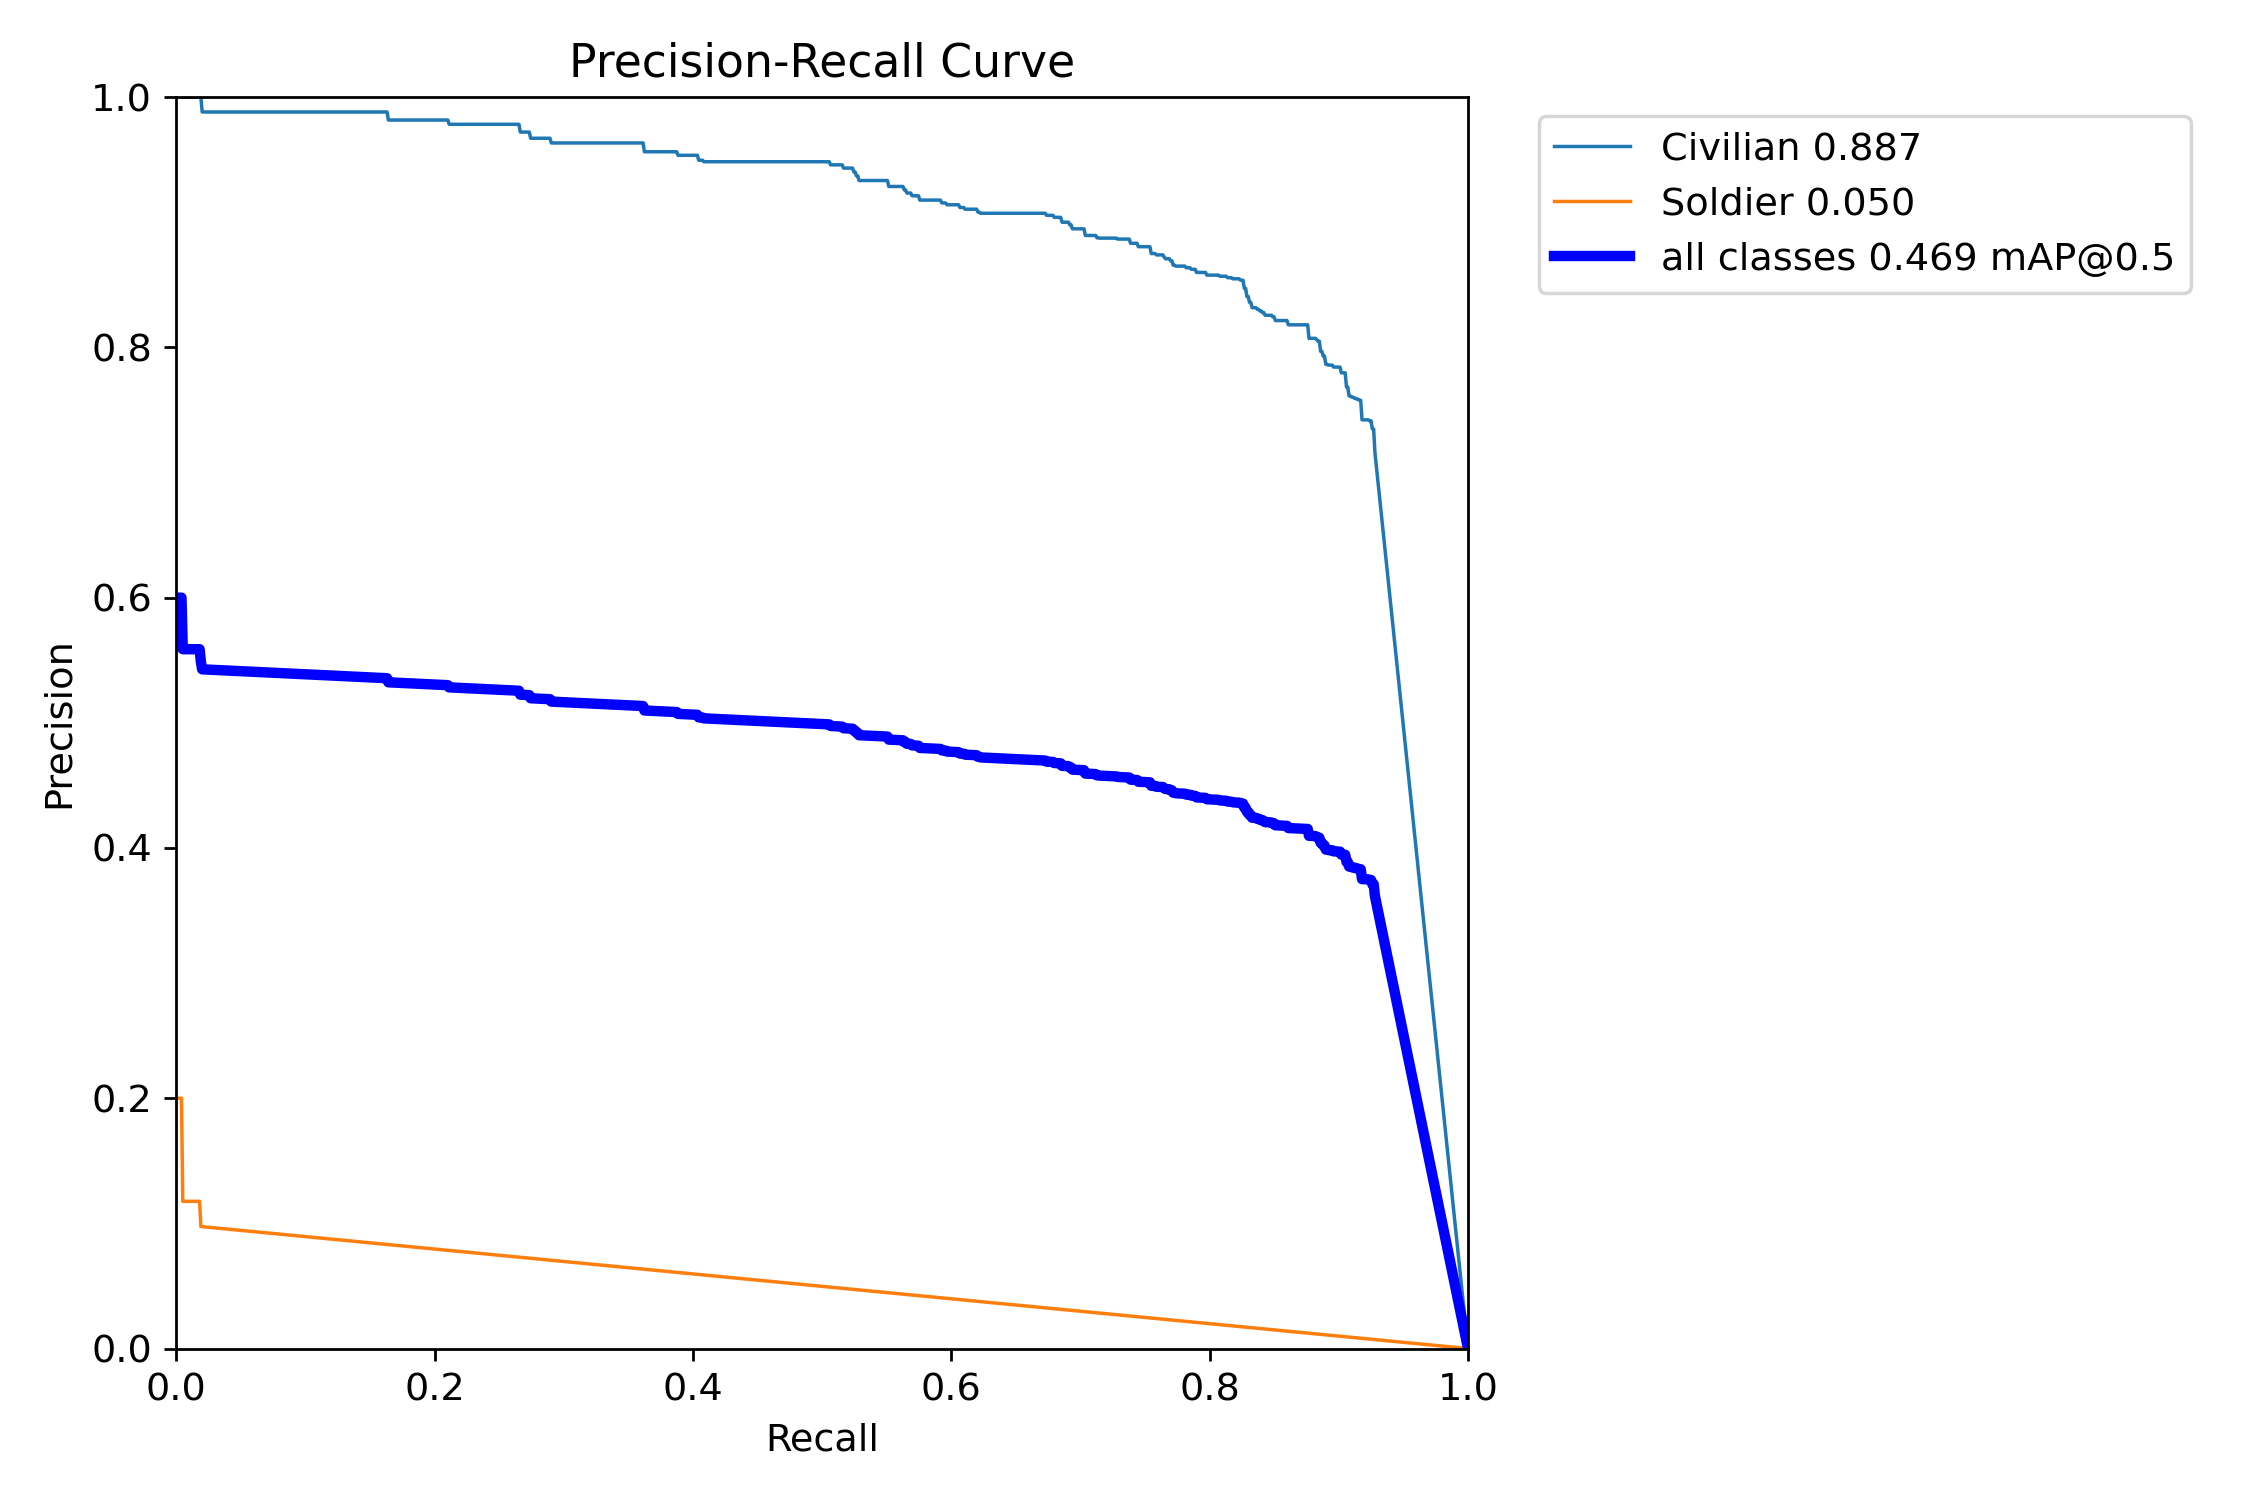 Precision-Recall Curve
1.0
0.8
0.6
0.4
0.2
0.0
Precision
0.0 0.2 0.4 0.6 0.8 1.0
Recall
Civilian 0.887
Soldier 0.050
all classes 0.469 mAP@0.5